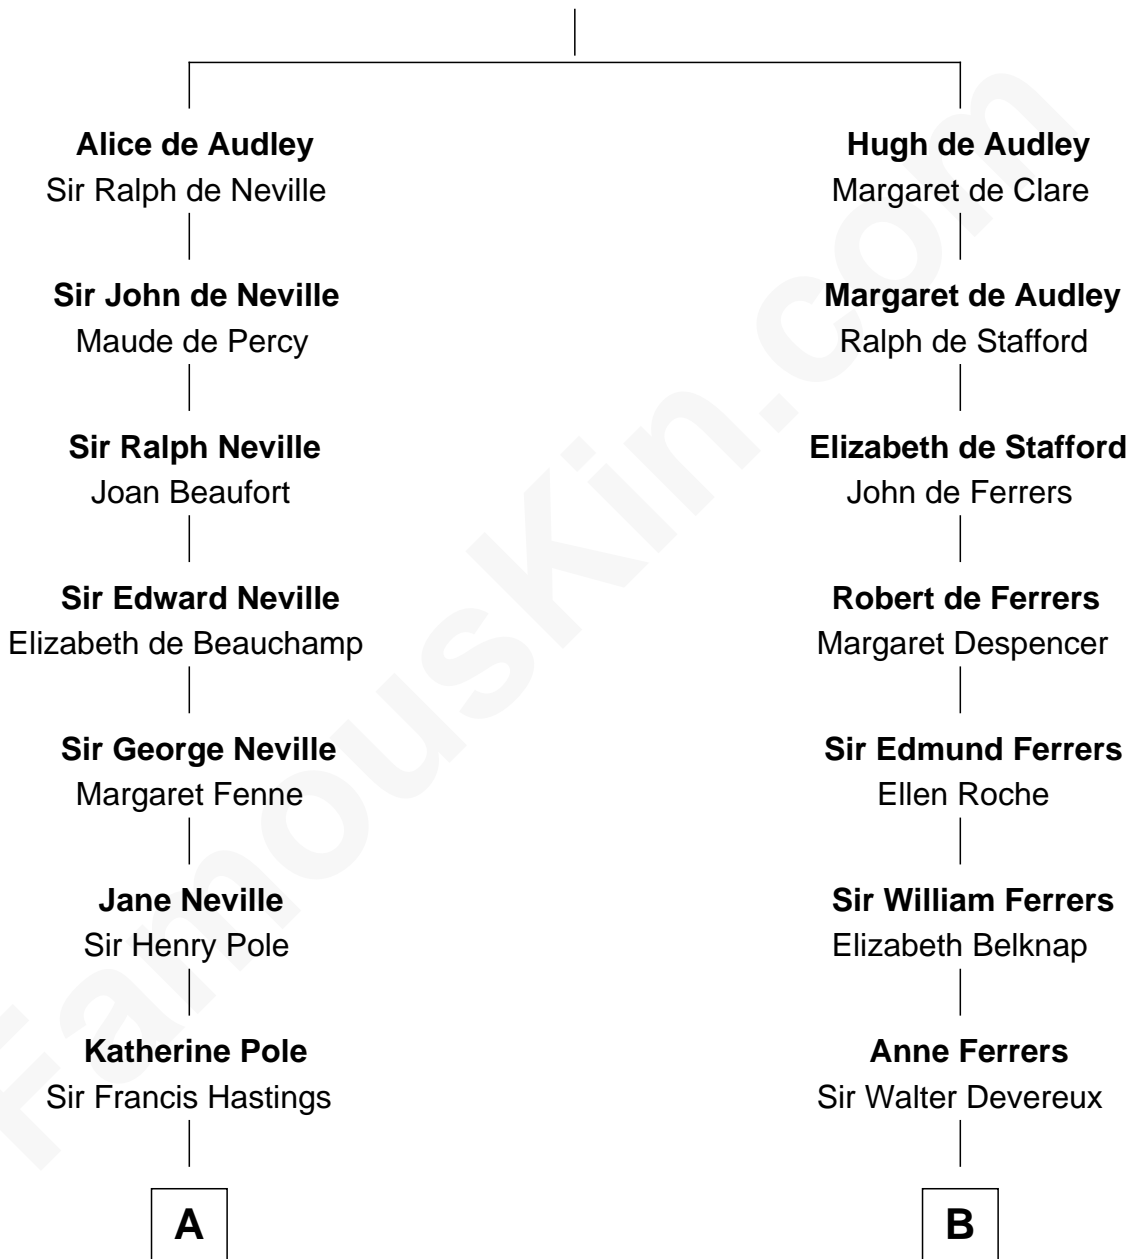 Alice de Audley
Sir Ralph de Neville
Sir John de Neville
Maude de Percy
Sir Ralph Neville
Joan Beaufort
Sir Edward Neville
Elizabeth de Beauchamp
Sir George Neville
Margaret Fenne
Jane Neville
Sir Henry Pole
Katherine Pole
Sir Francis Hastings
A
Hugh de Audley
Margaret de Clare
Margaret de Audley
Ralph de Stafford
Elizabeth de Stafford
John de Ferrers
Robert de Ferrers
Margaret Despencer
Sir Edmund Ferrers
Ellen Roche
Sir William Ferrers
Elizabeth Belknap
Anne Ferrers
Sir Walter Devereux
B
FamousKin.com